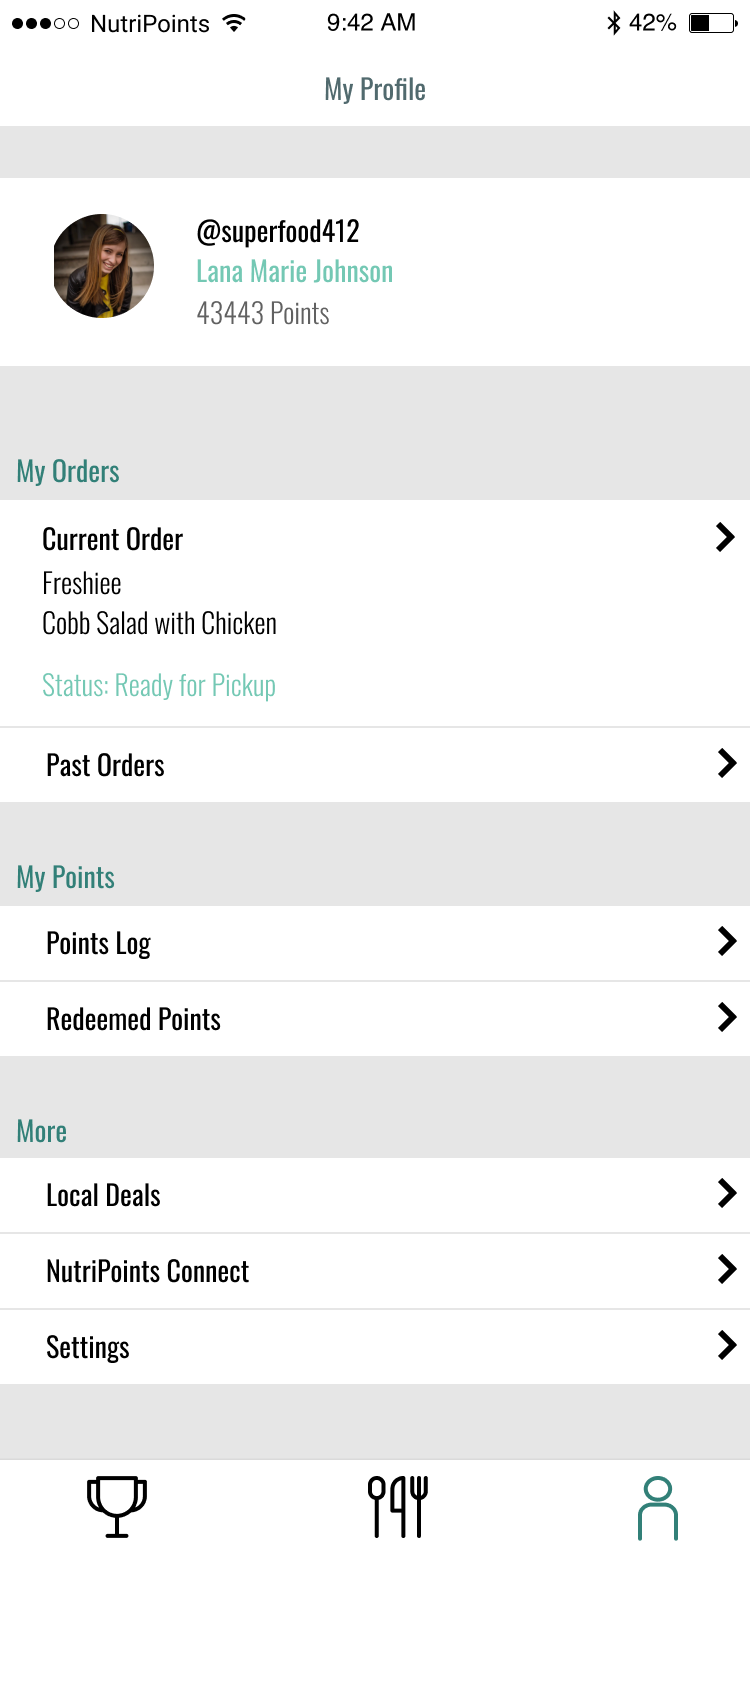 NutriPoints 9:42 AM 42%
My Profile
@superfood412
Lana Marie Johnson
43443 Points
My Orders
Current Order
Freshiee
Cobb Salad with Chicken
Status: Ready for Pickup
Past Orders
My Points
Points Log
Redeemed Points
More
Local Deals
NutriPoints Connect
Settings